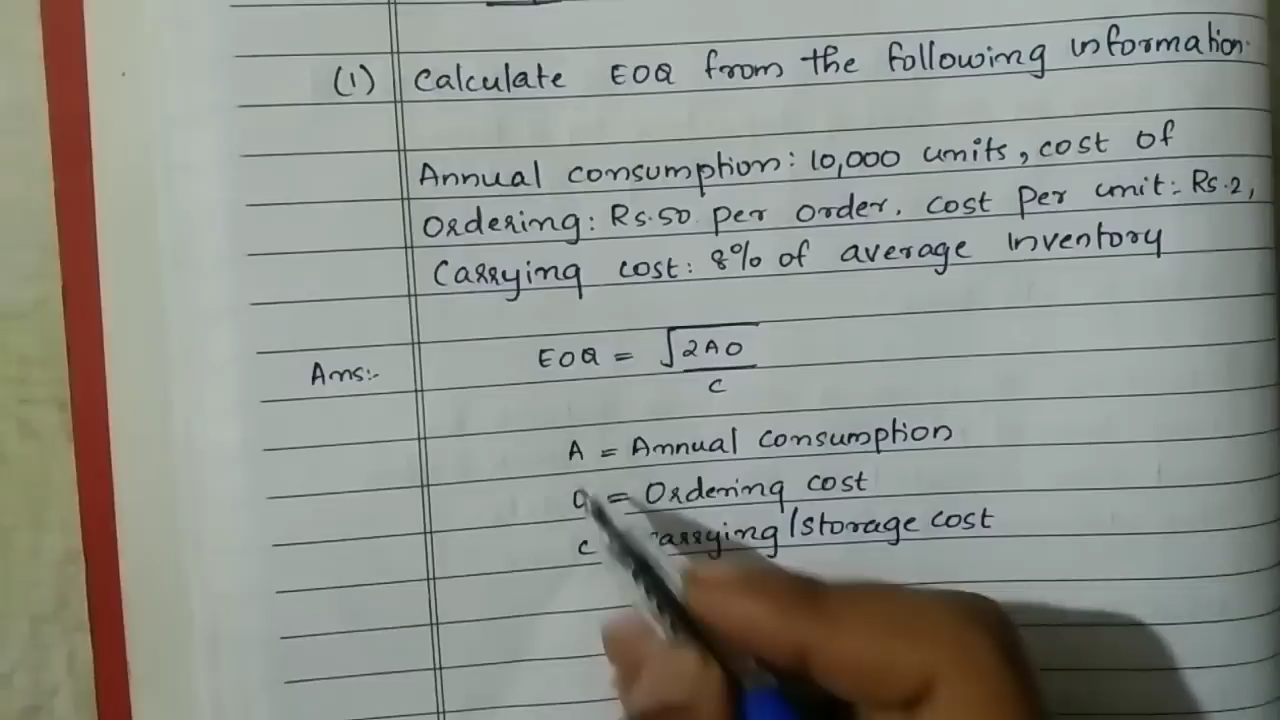 (1) Calculate EOQ from the following information.
Annual consumption: 10,000 units, cost of
Ordering: Rs.50 per order. cost per unit:- Rs.2,
Carrying cost: 8% of average inventory
Ans:- EOQ = √2AO
C
A = Annual consumption
O = Ordering cost
C arrying/storage cost